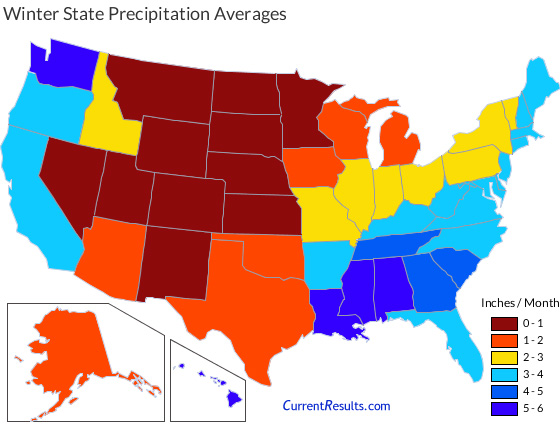 Winter State Precipitation Averages
Inches / Month
0 - 1
1 - 2
2 - 3
3 - 4
4 - 5
5 - 6
CurrentResults.com